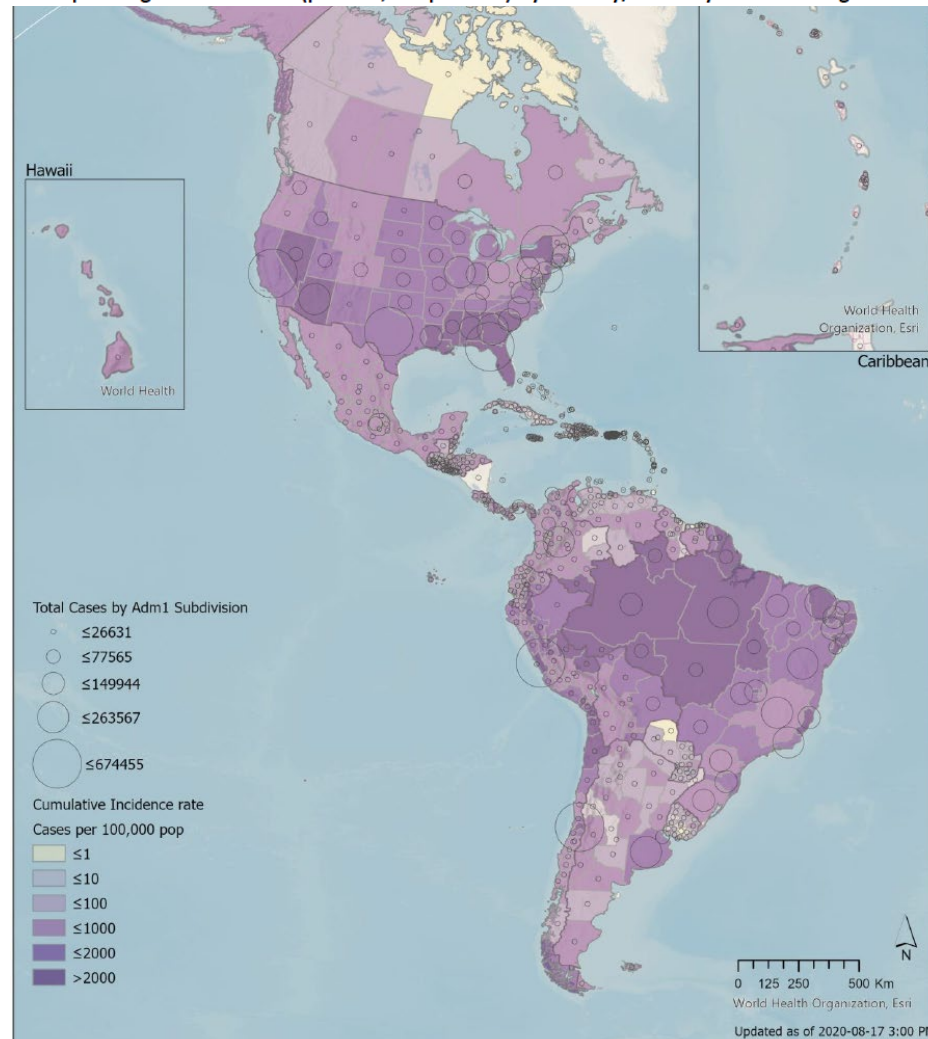 Hawaii
World Health
World Health
Organization, Esri
Caribbean
Total Cases by Adm1 Subdivision
≤26631
≤77565
≤149944
≤263567
≤674455
Cumulative Incidence rate
Cases per 100,000 pop
≤1
≤10
≤100
≤1000
≤2000
>2000
N
0 125 250 500 Km
World Health Organization, Esri
Updated as of 2020-08-17 3:00 PM